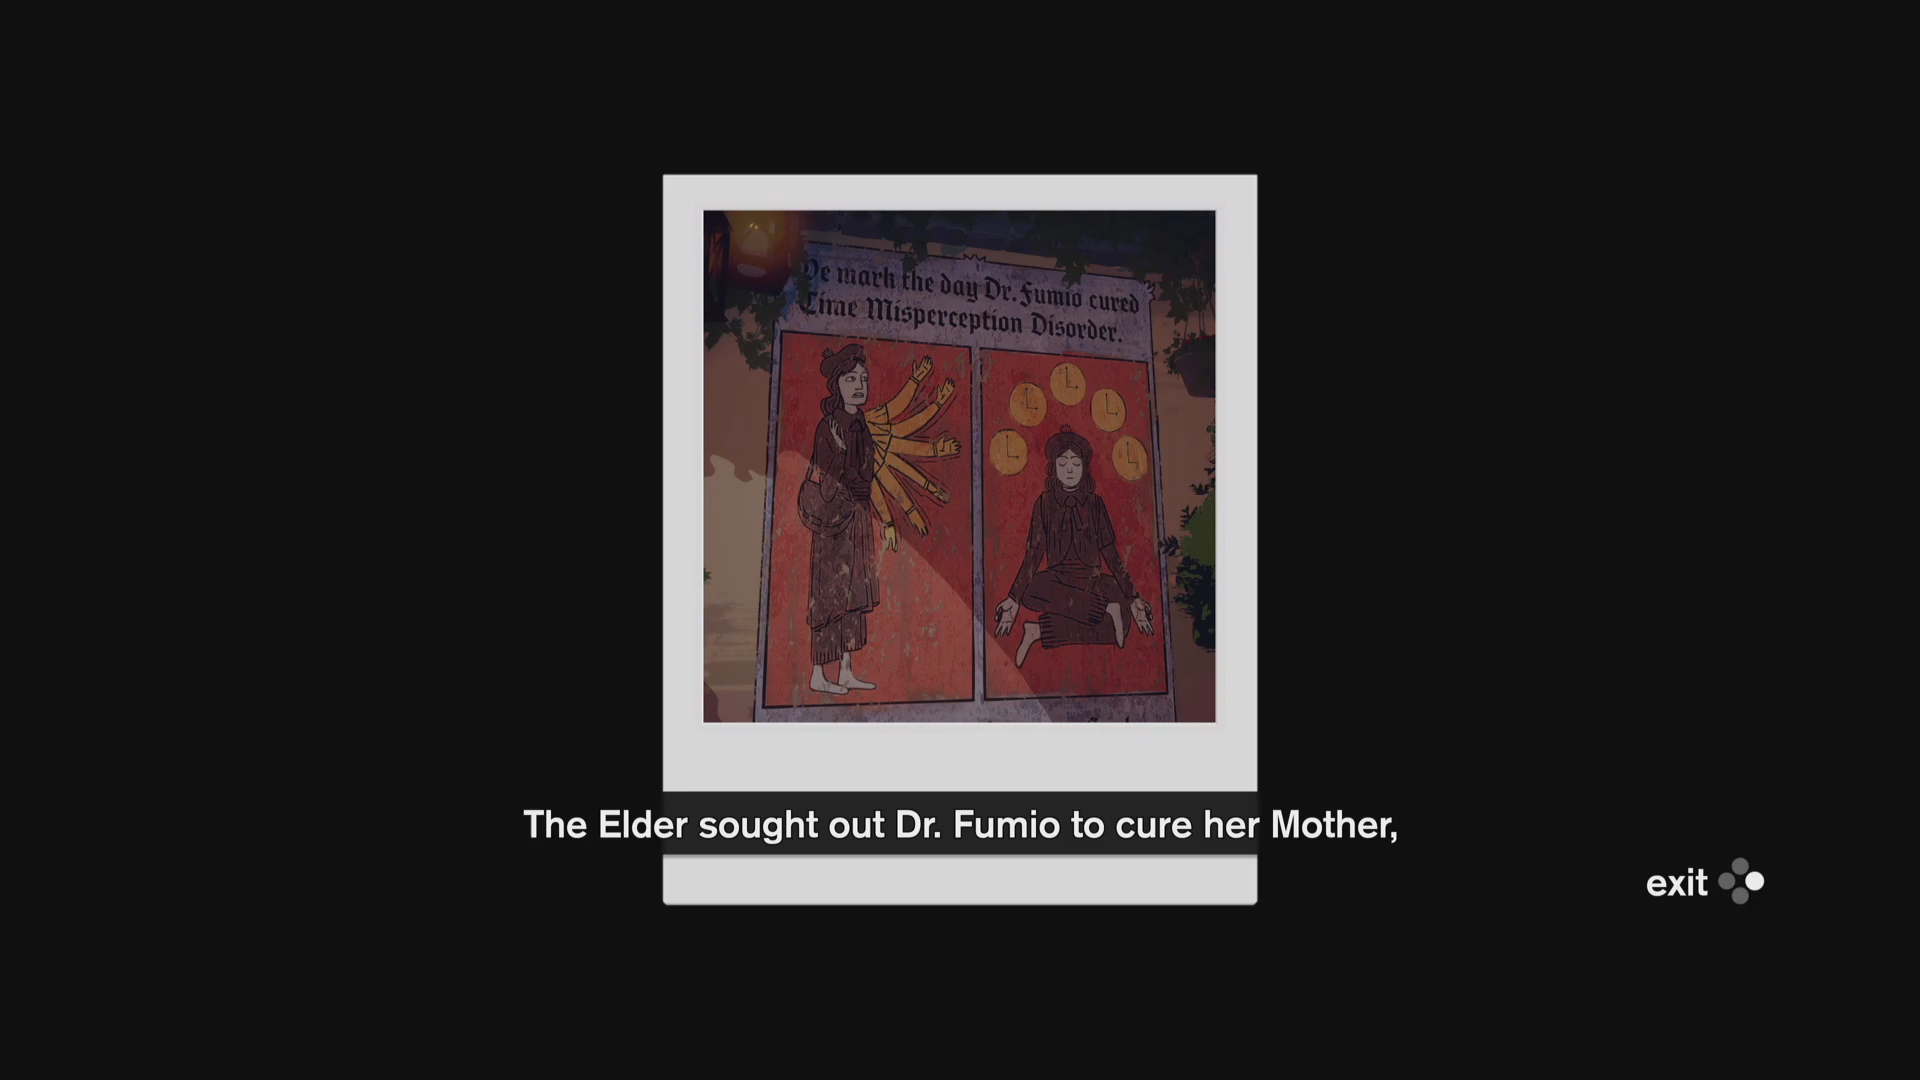 We mark the day Dr. Fumio cured
Time Misperception Disorder.
The Elder sought out Dr. Fumio to cure her Mother,
exit